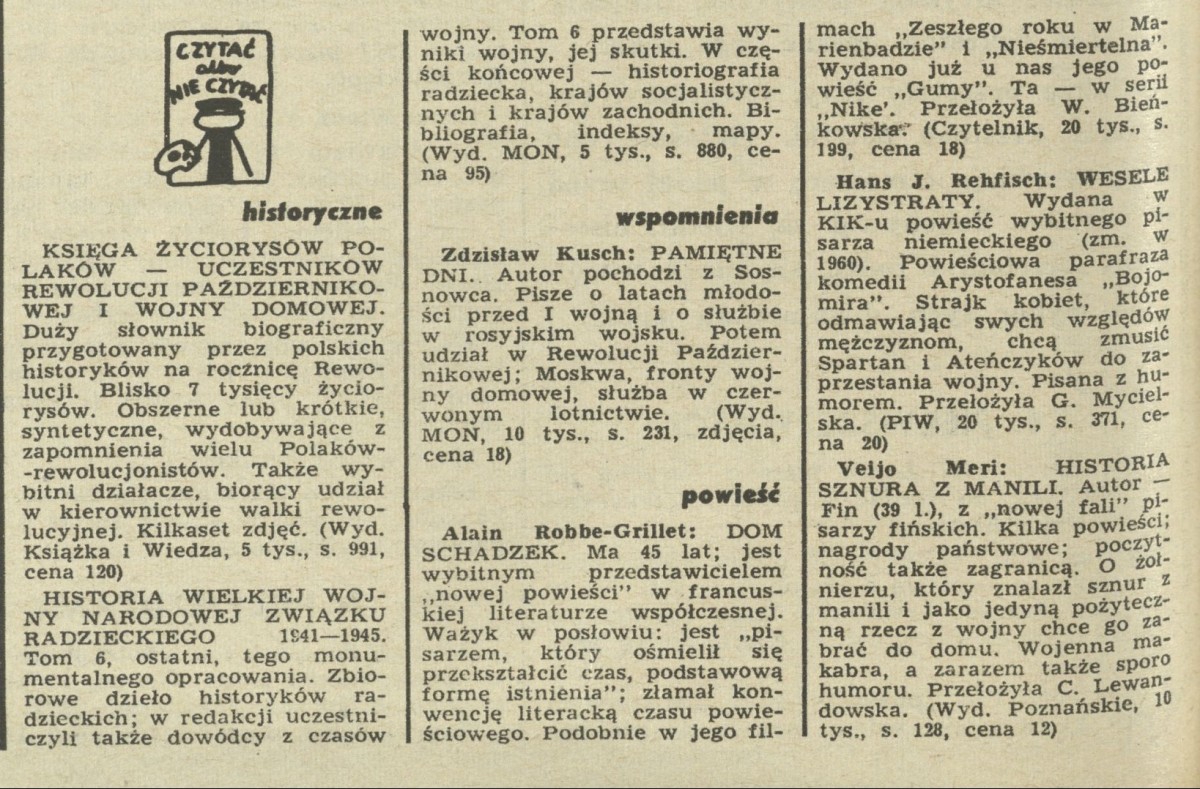 CZYTAĆ
albo
NIE CZYTAĆ
historyczne
KSIĘGA ŻYCIORYSÓW PO-
LAKÓW — UCZESTNIKÓW
REWOLUCJI PAŹDZIERNIKO-
WEJ I WOJNY DOMOWEJ.
Duży słownik biograficzny
przygotowany przez polskich
historyków na rocznicę Rewo-
lucji. Blisko 7 tysięcy życio-
rysów. Obszerne lub krótkie,
syntetyczne, wydobywające z
zapomnienia wielu Polaków-
-rewolucjonistów. Także wy-
bitni działacze, biorący udział
w kierownictwie walki rewo-
lucyjnej. Kilkaset zdjęć. (Wyd.
Książka i Wiedza, 5 tys., s. 991,
cena 120)
HISTORIA WIELKIEJ WOJ-
NY NARODOWEJ ZWIĄZKU
RADZIECKIEGO 1941—1945.
Tom 6, ostatni, tego monu-
mentalnego opracowania. Zbio-
rowe dzieło historyków ra-
dzieckich; w redakcji uczestni-
czyli także dowódcy z czasów
wojny. Tom 6 przedstawia wy-
niki wojny, jej skutki. W czę-
ści końcowej — historiografia
radziecka, krajów socjalistycz-
nych i krajów zachodnich. Bi-
bliografia, indeksy, mapy.
(Wyd. MON, 5 tys., s. 880, ce-
na 95)
wspomnienia
Zdzisław Kusch: PAMIĘTNE
DNI. Autor pochodzi z Sos-
nowca. Pisze o latach młodo-
ści przed I wojną i o służbie
w rosyjskim wojsku. Potem
udział w Rewolucji Paździer-
nikowej; Moskwa, fronty woj-
ny domowej, służba w czer-
wonym lotnictwie. (Wyd.
MON, 10 tys., s. 231, zdjęcia,
cena 18)
powieść
Alain Robbe-Grillet: DOM
SCHADZEK. Ma 45 lat; jest
wybitnym przedstawicielem
„nowej powieści” w francus-
kiej literaturze współczesnej.
Ważyk w posłowiu: jest „pi-
sarzem, który ośmielił się
przekształcić czas, podstawową
formę istnienia”; złamał kon-
wencję literacką czasu powie-
ściowego. Podobnie w jego fil-
mach „Zeszłego roku w Ma-
rienbadzie” i „Nieśmiertelna”.
Wydano już u nas jego po-
wieść „Gumy”. Ta — w serii
„Nike’. Przełożyła W. Bień-
kowska. (Czytelnik, 20 tys., s.
199, cena 18)
Hans J. Rehfisch: WESELE
LIZYSTRATY. Wydana w
KIK-u powieść wybitnego pi-
sarza niemieckiego (zm. w
1960). Powieściowa parafraza
komedii Arystofanesa „Bojo-
mira”. Strajk kobiet, które
odmawiając swych względów
mężczyznom, chcą zmusić
Spartan i Ateńczyków do za-
przestania wojny. Pisana z hu-
morem. Przełożyła G. Myciel-
ska. (PIW, 20 tys., s. 371, ce-
na 20)
Veijo Meri: HISTORIA
SZNURA Z MANILI. Autor —
Fin (39 l.), z „nowej fali” pi-
sarzy fińskich. Kilka powieści;
nagrody państwowe; poczyt-
ność także zagranicą. O żoł-
nierzu, który znalazł sznur z
manili i jako jedyną pożytecz-
ną rzecz z wojny chce go za-
brać do domu. Wojenna ma-
kabra, a zarazem także sporo
humoru. Przełożyła C. Lewan-
dowska. (Wyd. Poznańskie, 10
tys., s. 128, cena 12)